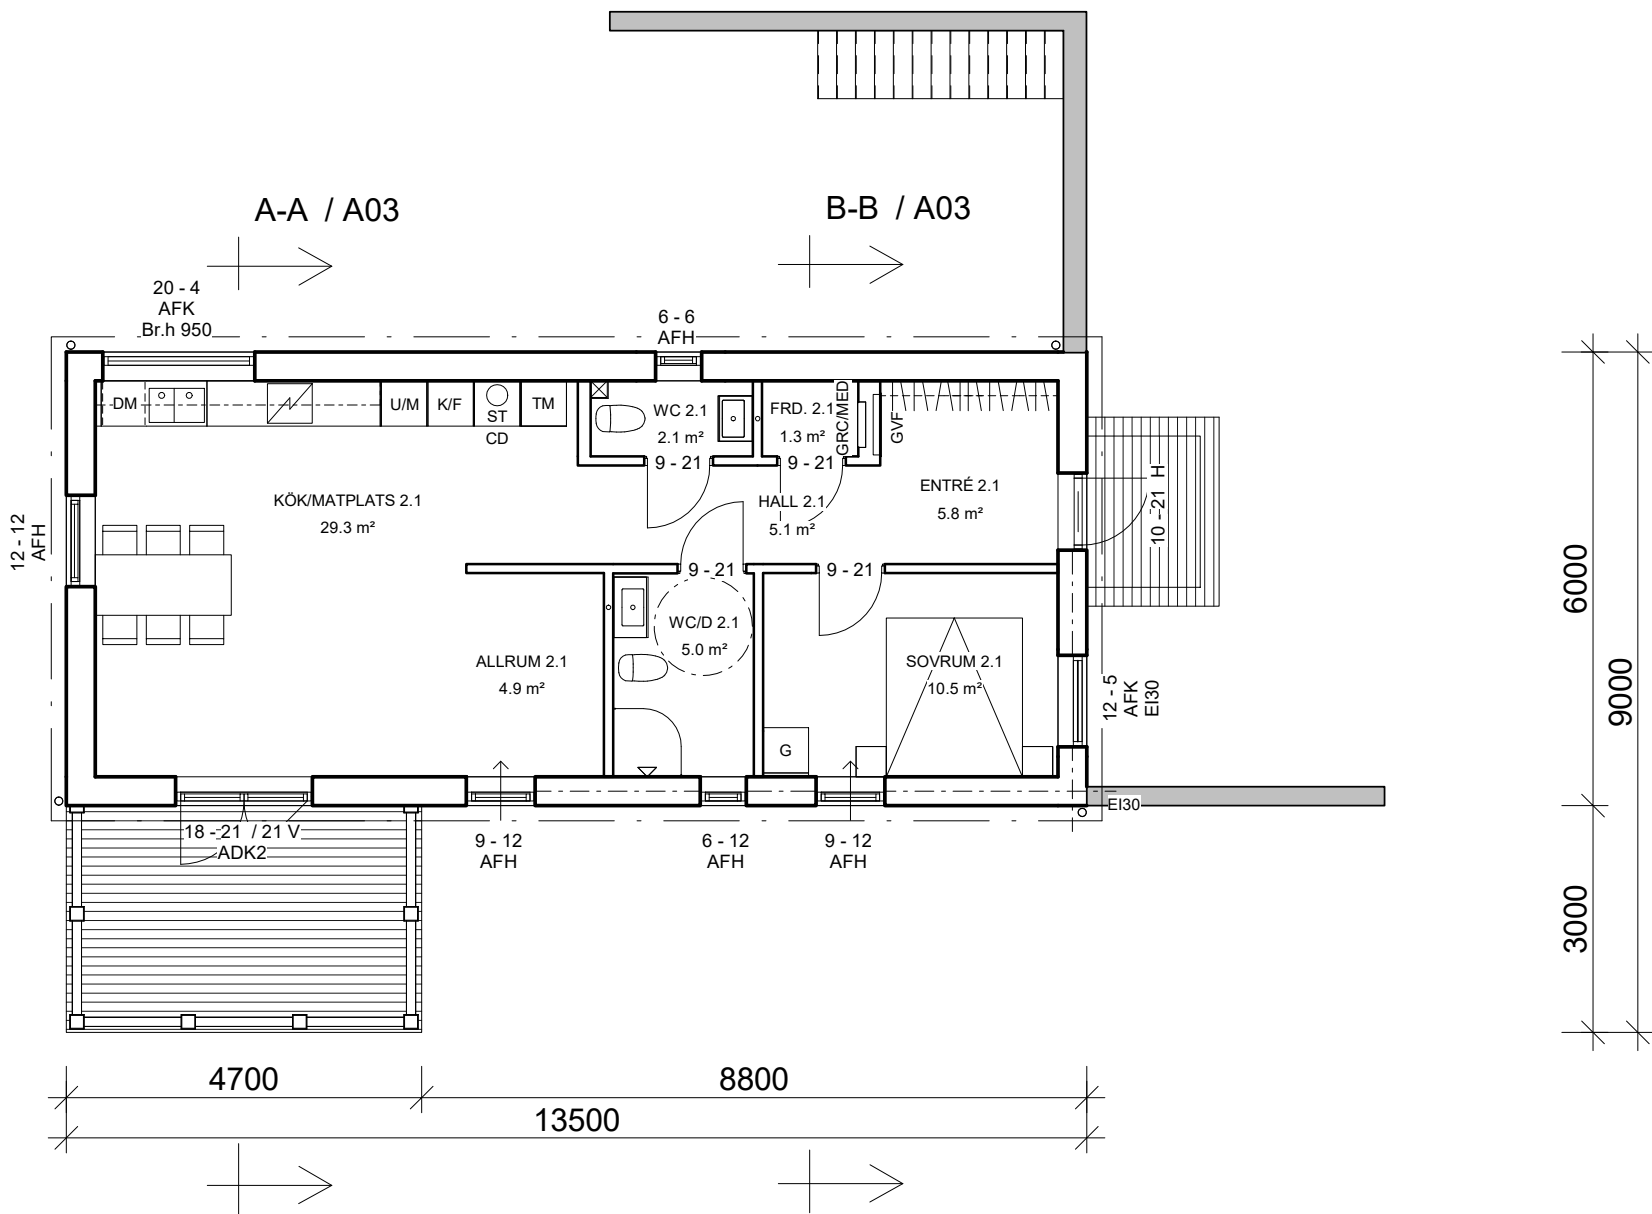 A-A / A03
B-B / A03
20 - 4
AFK
Br.h 950
6 - 6
AFH
DM
U/M
K/F
ST
CD
TM
WC 2.1
2.1 m²
9 - 21
FRD. 2.1
1.3 m²
9 - 21
GRC/MED
GVF
KÖK/MATPLATS 2.1
29.3 m²
HALL 2.1
5.1 m²
ENTRÉ 2.1
5.8 m²
10 - 21 H
12 - 12
AFH
9 - 21
9 - 21
WC/D 2.1
5.0 m²
ALLRUM 2.1
4.9 m²
SOVRUM 2.1
10.5 m²
G
12 - 5
AFK
EI30
EI30
18 - 21 / 21 V
ADK2
9 - 12
AFH
6 - 12
AFH
9 - 12
AFH
6000
9000
3000
4700
8800
13500